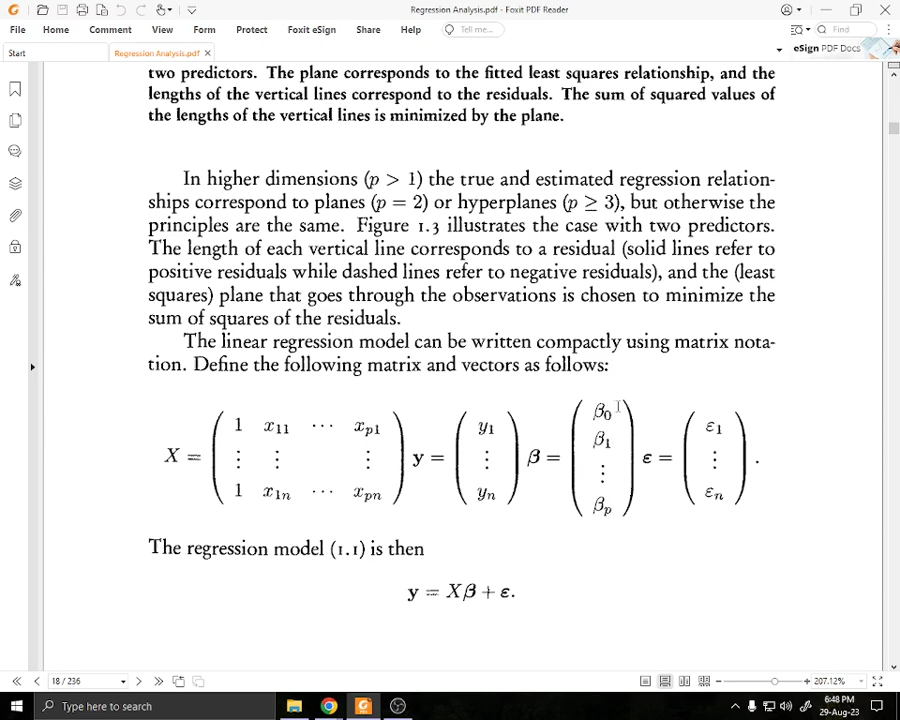 Regression Analysis.pdf - Foxit PDF Reader
File Home Comment View Form Protect Foxit eSign Share Help Tell me... Find
Start Regression Analysis.pdf × eSign PDF Docs
two predictors. The plane corresponds to the fitted least squares relationship, and the
lengths of the vertical lines correspond to the residuals. The sum of squared values of
the lengths of the vertical lines is minimized by the plane.
In higher dimensions (p > 1) the true and estimated regression relation-
ships correspond to planes (p = 2) or hyperplanes (p ≥ 3), but otherwise the
principles are the same. Figure 1.3 illustrates the case with two predictors.
The length of each vertical line corresponds to a residual (solid lines refer to
positive residuals while dashed lines refer to negative residuals), and the (least
squares) plane that goes through the observations is chosen to minimize the
sum of squares of the residuals.
The linear regression model can be written compactly using matrix nota-
tion. Define the following matrix and vectors as follows:
X = ( 1 x11 ⋯ xp1 ⋮ ⋮ ⋮ 1 x1n ⋯ xpn ) y = ( y1 ⋮ yn ) β = ( β0 β1 ⋮ βp ) ε = ( ε1 ⋮ εn ) .
The regression model (1.1) is then
y = Xβ + ε.
18 / 236 207.12%
Type here to search 6:48 PM
29-Aug-23